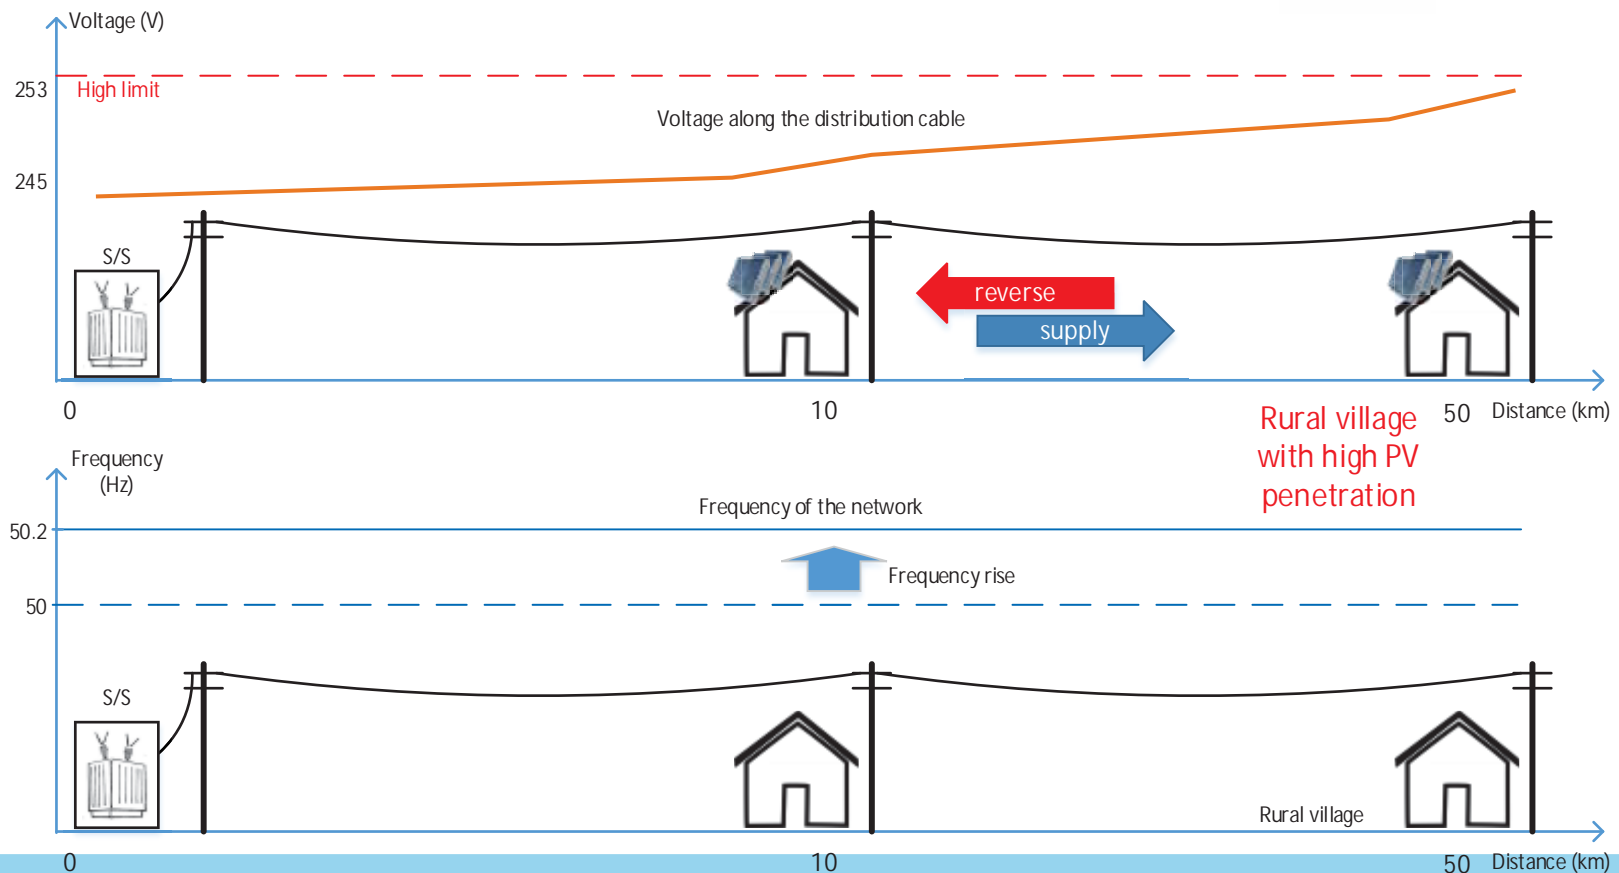 Voltage (V)
253
High limit
Voltage along the distribution cable
245
S/S
reverse
supply
0
10
50
Distance (km)
Rural village
with high PV
penetration
Frequency
(Hz)
Frequency of the network
50.2
Frequency rise
50
S/S
Rural village
0
10
50
Distance (km)